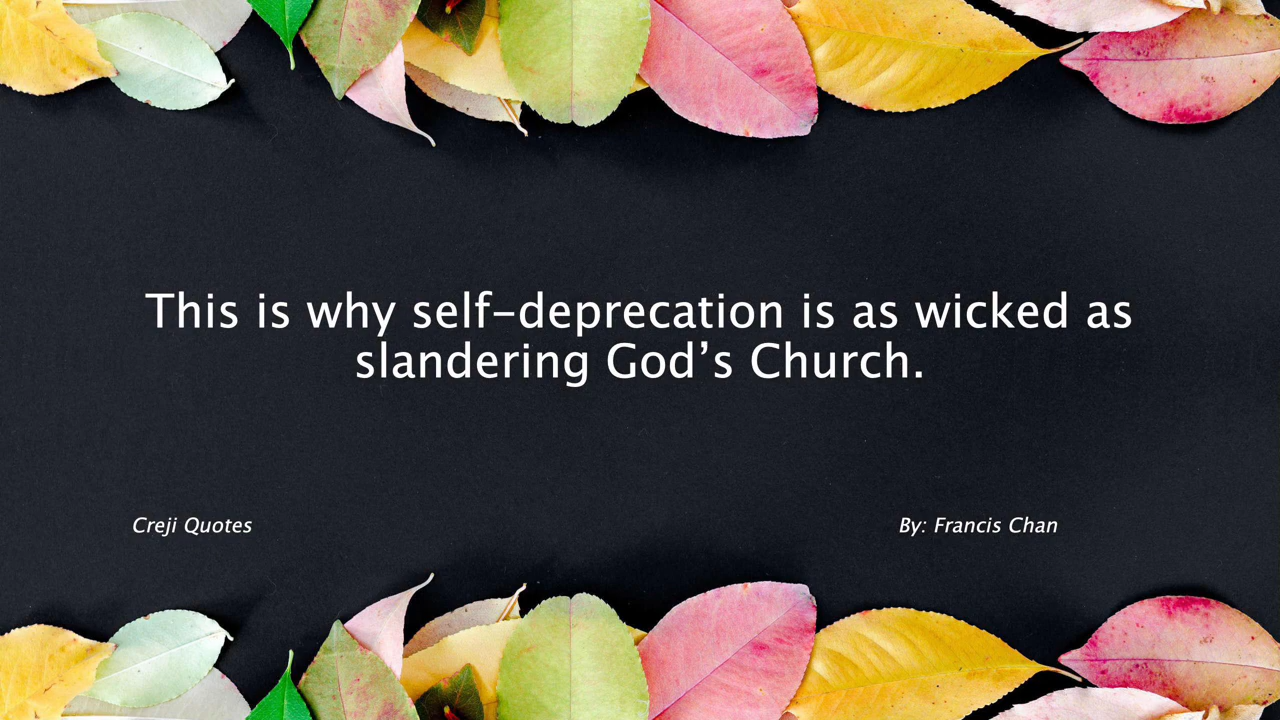 This is why self-deprecation is as wicked as
slandering God’s Church.
Creji Quotes
By: Francis Chan